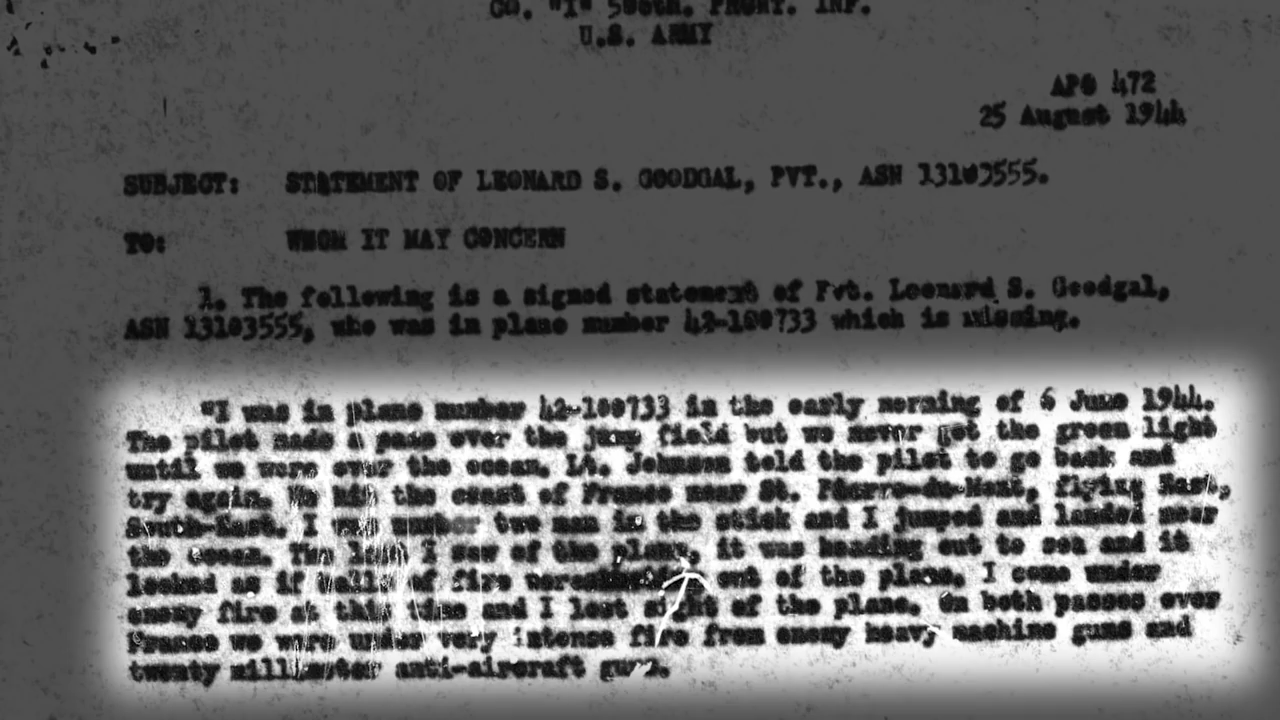 CO. "I" 506th. PRCHT. INF.
U.S. ARMY
APO 472
25 August 1944
SUBJECT: STATEMENT OF LEONARD S. GOODGAL, PVT., ASN 13103555.
TO: WHOM IT MAY CONCERN
1. The following is a signed statement of Pvt. Leonard S. Goodgal,
ASN 13103555, who was in plane number 42-100733 which is missing.
"I was in plane number 42-100733 in the early morning of 6 June 1944.
The pilot made a pass over the jump field but we never got the green light
until we were over the ocean. Lt. Johnson told the pilot to go back and
try again. We hit the coast of France near St. flying East,
South-East. I was number two man in the stick and I jumped and landed near
the ocean. The last I saw of the plane, it was heading out to sea and it
looked as if balls of fire were out of the plane. I came under
enemy fire at this time and I lost sight of the plane. On both passes over
France we were under very intense fire from enemy heavy machine guns and
twenty millimeter anti-aircraft guns.